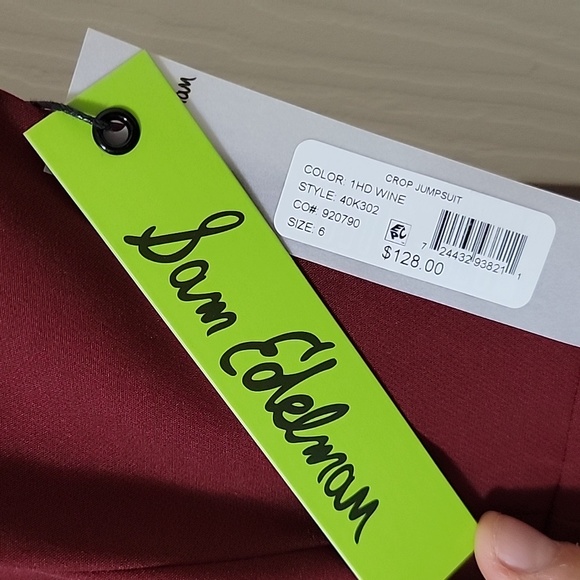 Sam Edelman
man
CROP JUMPSUIT
COLOR: 1HD WINE
STYLE: 40K302
CO#: 920790
SIZE: 6
$128.00
7 24432 93821 1